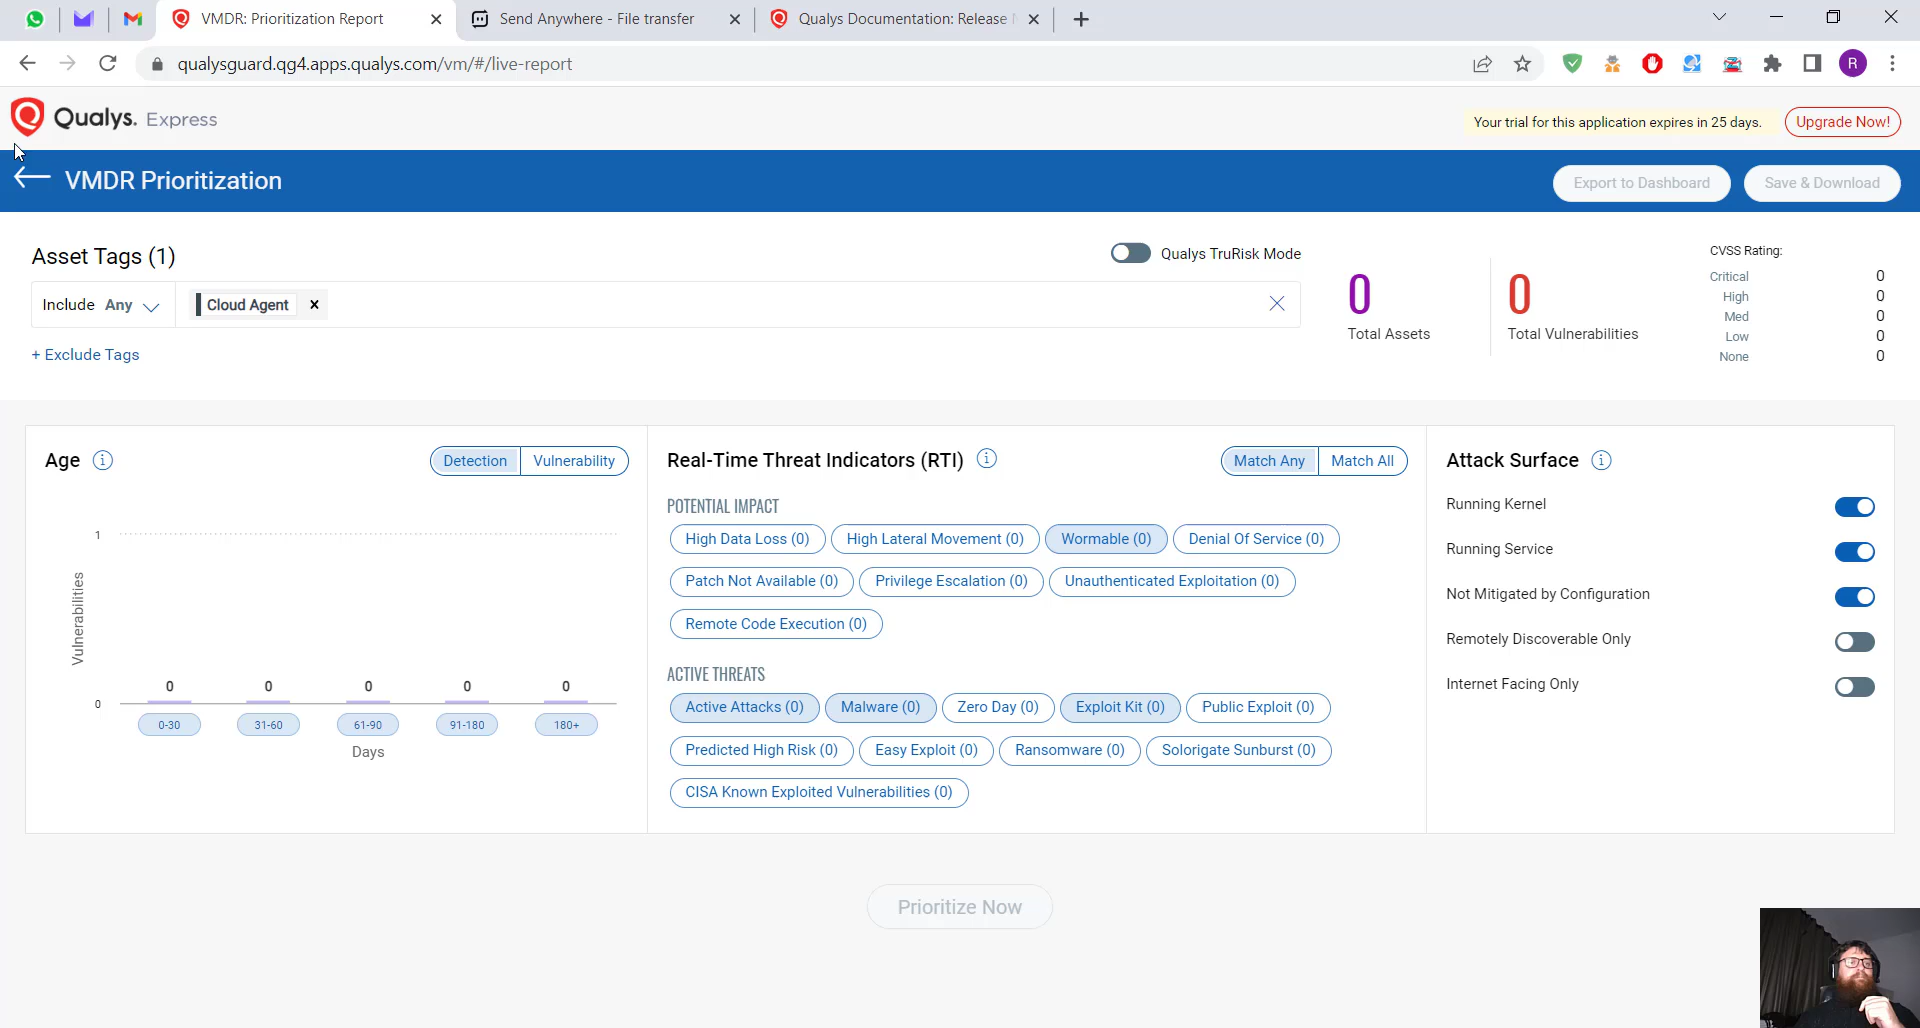 VMDR: Prioritization Report
Send Anywhere - File transfer
Qualys Documentation: Release
qualysguard.qg4.apps.qualys.com/vm/#/live-report
R
Qualys. Express
Your trial for this application expires in 25 days.
Upgrade Now!
VMDR Prioritization
Export to Dashboard
Save & Download
Asset Tags (1)
Qualys TruRisk Mode
Include Any
Cloud Agent
+ Exclude Tags
0
Total Assets
0
Total Vulnerabilities
CVSS Rating:
Critical 0
High 0
Med 0
Low 0
None 0
Age
Detection
Vulnerability
1
Vulnerabilities
0 0 0 0 0
0
0-30 31-60 61-90 91-180 180+
Days
Real-Time Threat Indicators (RTI)
Match Any
Match All
POTENTIAL IMPACT
High Data Loss (0)
High Lateral Movement (0)
Wormable (0)
Denial Of Service (0)
Patch Not Available (0)
Privilege Escalation (0)
Unauthenticated Exploitation (0)
Remote Code Execution (0)
ACTIVE THREATS
Active Attacks (0)
Malware (0)
Zero Day (0)
Exploit Kit (0)
Public Exploit (0)
Predicted High Risk (0)
Easy Exploit (0)
Ransomware (0)
Solorigate Sunburst (0)
CISA Known Exploited Vulnerabilities (0)
Attack Surface
Running Kernel
Running Service
Not Mitigated by Configuration
Remotely Discoverable Only
Internet Facing Only
Prioritize Now